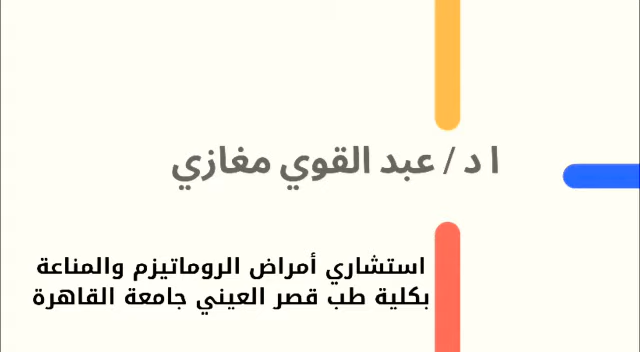 ا د / عبد القوي مغازي
استشاري أمراض الروماتيزم والمناعة
بكلية طب قصر العيني جامعة القاهرة